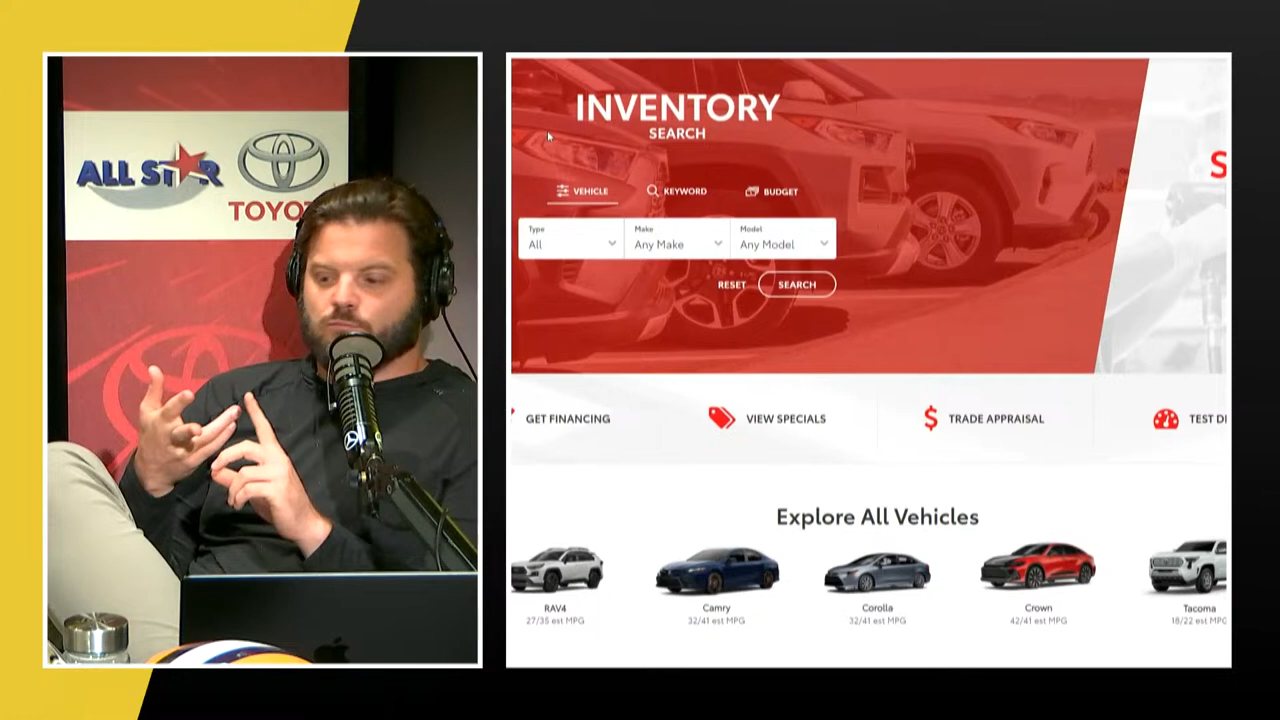 ALL STAR
TOYOT
INVENTORY
SEARCH
VEHICLE
KEYWORD
BUDGET
Type
Make
Model
All
Any Make
Any Model
RESET
SEARCH
S
GET FINANCING
VIEW SPECIALS
TRADE APPRAISAL
TEST DI
Explore All Vehicles
RAV4
Camry
Corolla
Crown
Tacoma
27/35 est MPG
32/41 est MPG
32/41 est MPG
42/41 est MPG
18/22 est MPG